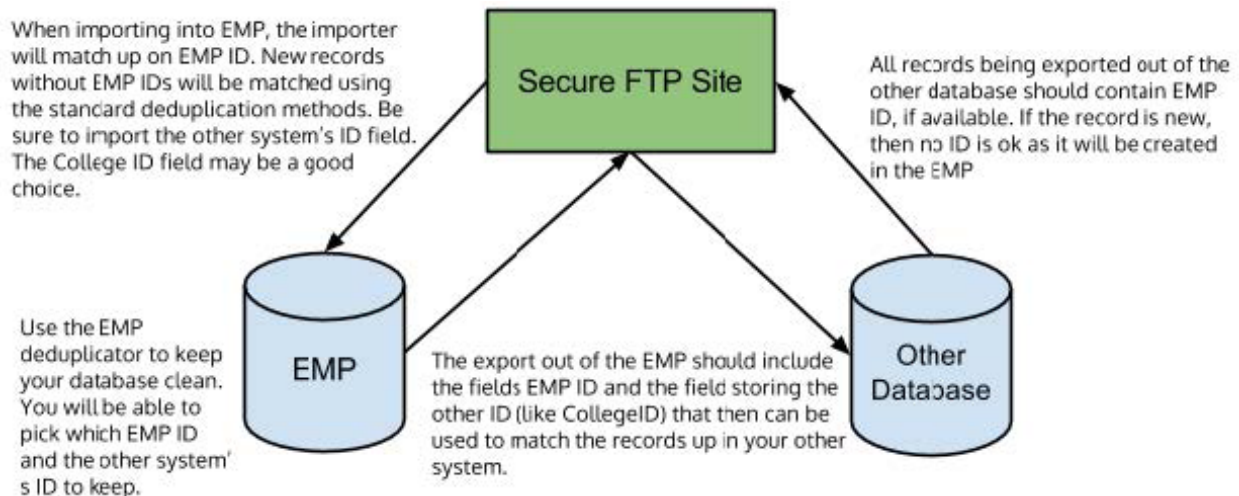 When importing into EMP, the importer
will match up on EMP ID. New records
without EMP IDs will be matched using
the standard deduplication methods. Be
sure to import the other system's ID field.
The College ID field may be a good
choice.
Secure FTP Site
All records being exported out of the
other database should contain EMP
ID, if available. If the record is new,
then no ID is ok as it will be created
in the EMP
Use the EMP
deduplicator to keep
your database clean.
You will be able to
pick which EMP ID
and the other system'
s ID to keep.
EMP
The export out of the EMP should include
the fields EMP ID and the field storing the
other ID (like CollegeID) that then can be
used to match the records up in your other
system.
Other
Database